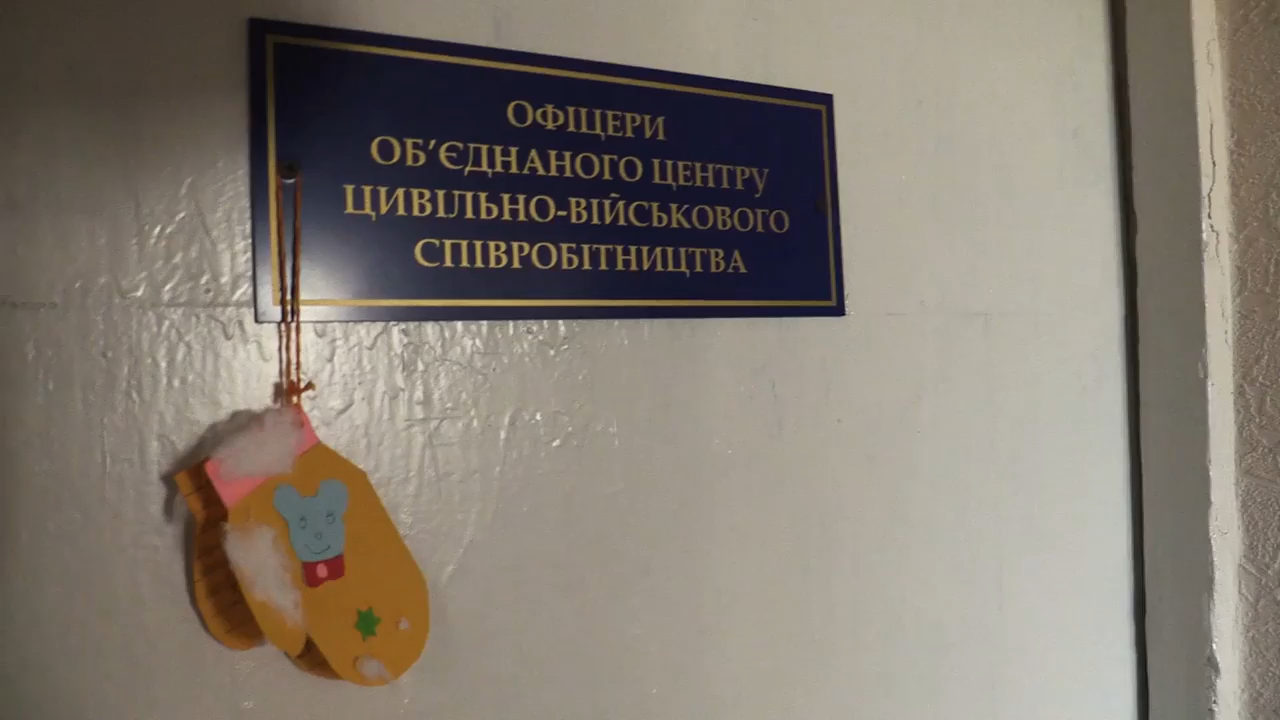 ОФІЦЕРИ
ОБ’ЄДНАНОГО ЦЕНТРУ
ЦИВІЛЬНО-ВІЙСЬКОВОГО
СПІВРОБІТНИЦТВА